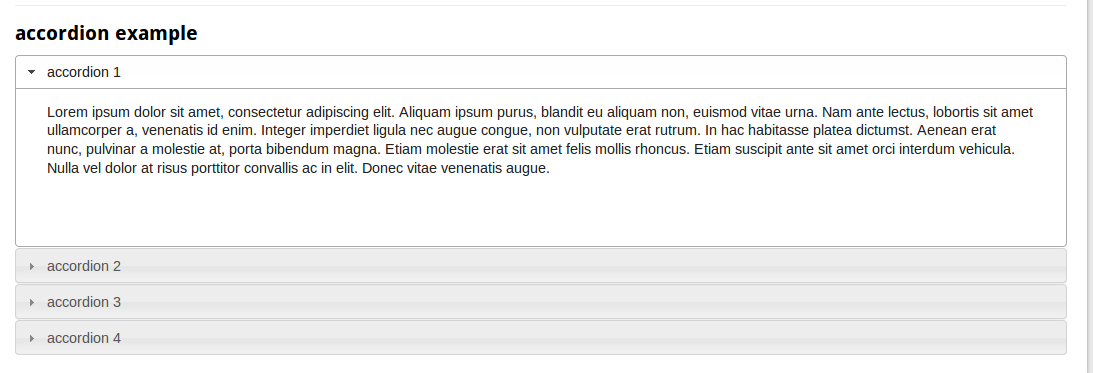 accordion example
accordion 1
Lorem ipsum dolor sit amet, consectetur adipiscing elit. Aliquam ipsum purus, blandit eu aliquam non, euismod vitae urna. Nam ante lectus, lobortis sit amet
ullamcorper a, venenatis id enim. Integer imperdiet ligula nec augue congue, non vulputate erat rutrum. In hac habitasse platea dictumst. Aenean erat
nunc, pulvinar a molestie at, porta bibendum magna. Etiam molestie erat sit amet felis mollis rhoncus. Etiam suscipit ante sit amet orci interdum vehicula.
Nulla vel dolor at risus porttitor convallis ac in elit. Donec vitae venenatis augue.
accordion 2
accordion 3
accordion 4